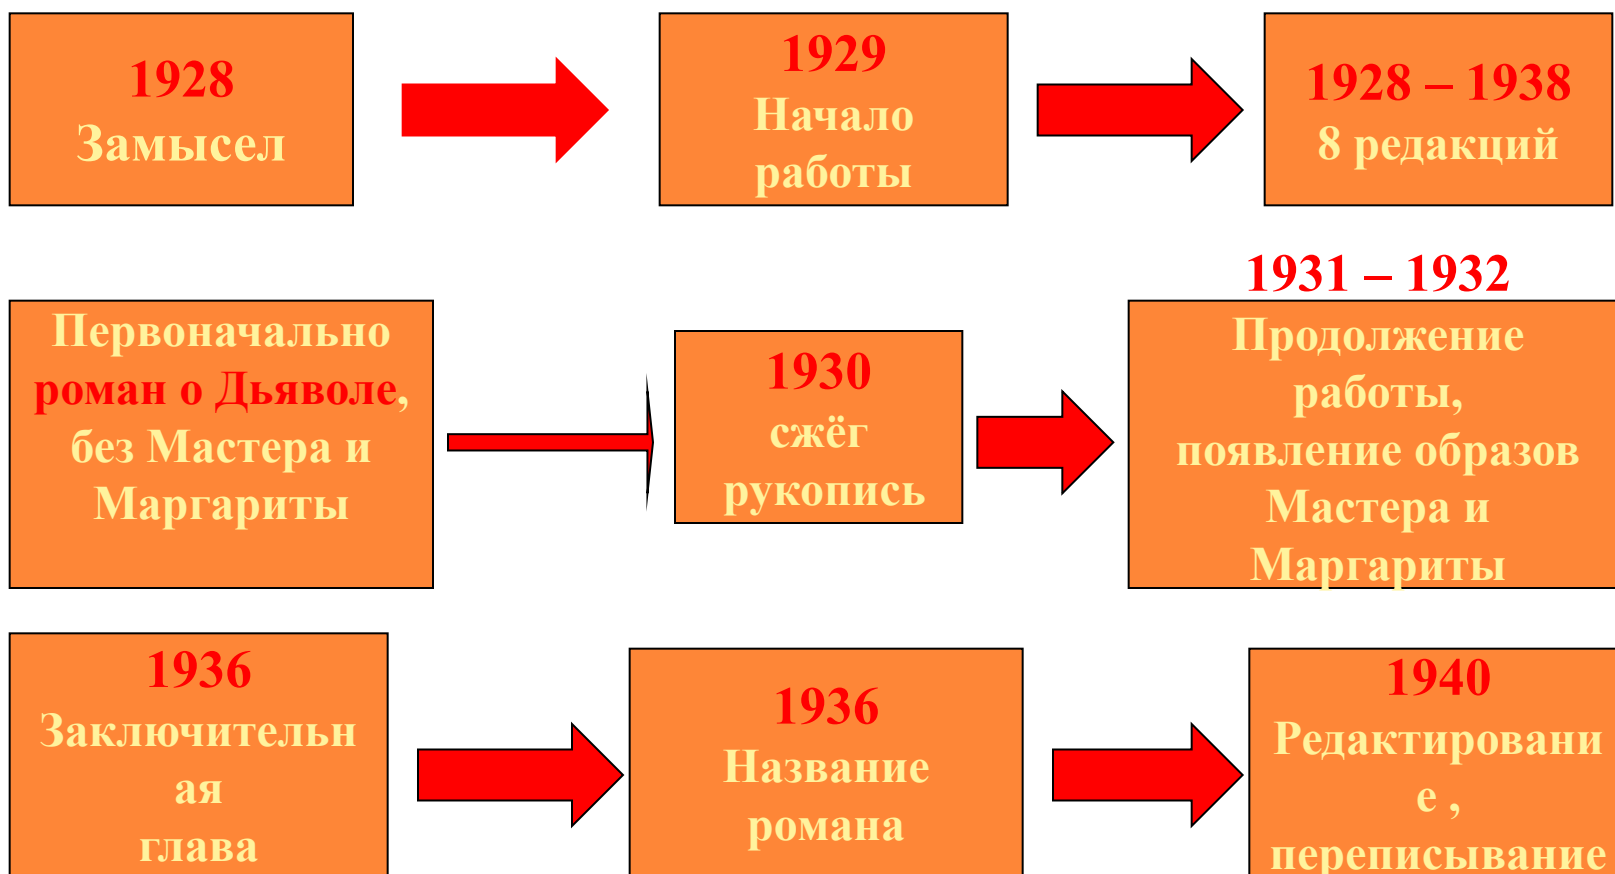 1928
Замысел
1929
Начало
работы
1928 – 1938
8 редакций
Первоначально
роман о Дьяволе,
без Мастера и
Маргариты
1930
сжёг
рукопись
1931 – 1932
Продолжение
работы,
появление образов
Мастера и
Маргариты
1936
Заключительн
ая
глава
1936
Название
романа
1940
Редактировани
е ,
переписывание